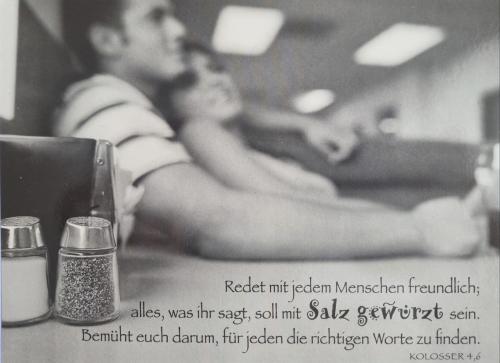 Redet mit jedem Menschen freundlich;
alles, was ihr sagt, soll mit Salz gewürzt sein.
Bemüht euch darum, für jeden die richtigen Worte zu finden.
KOLOSSER 4,6